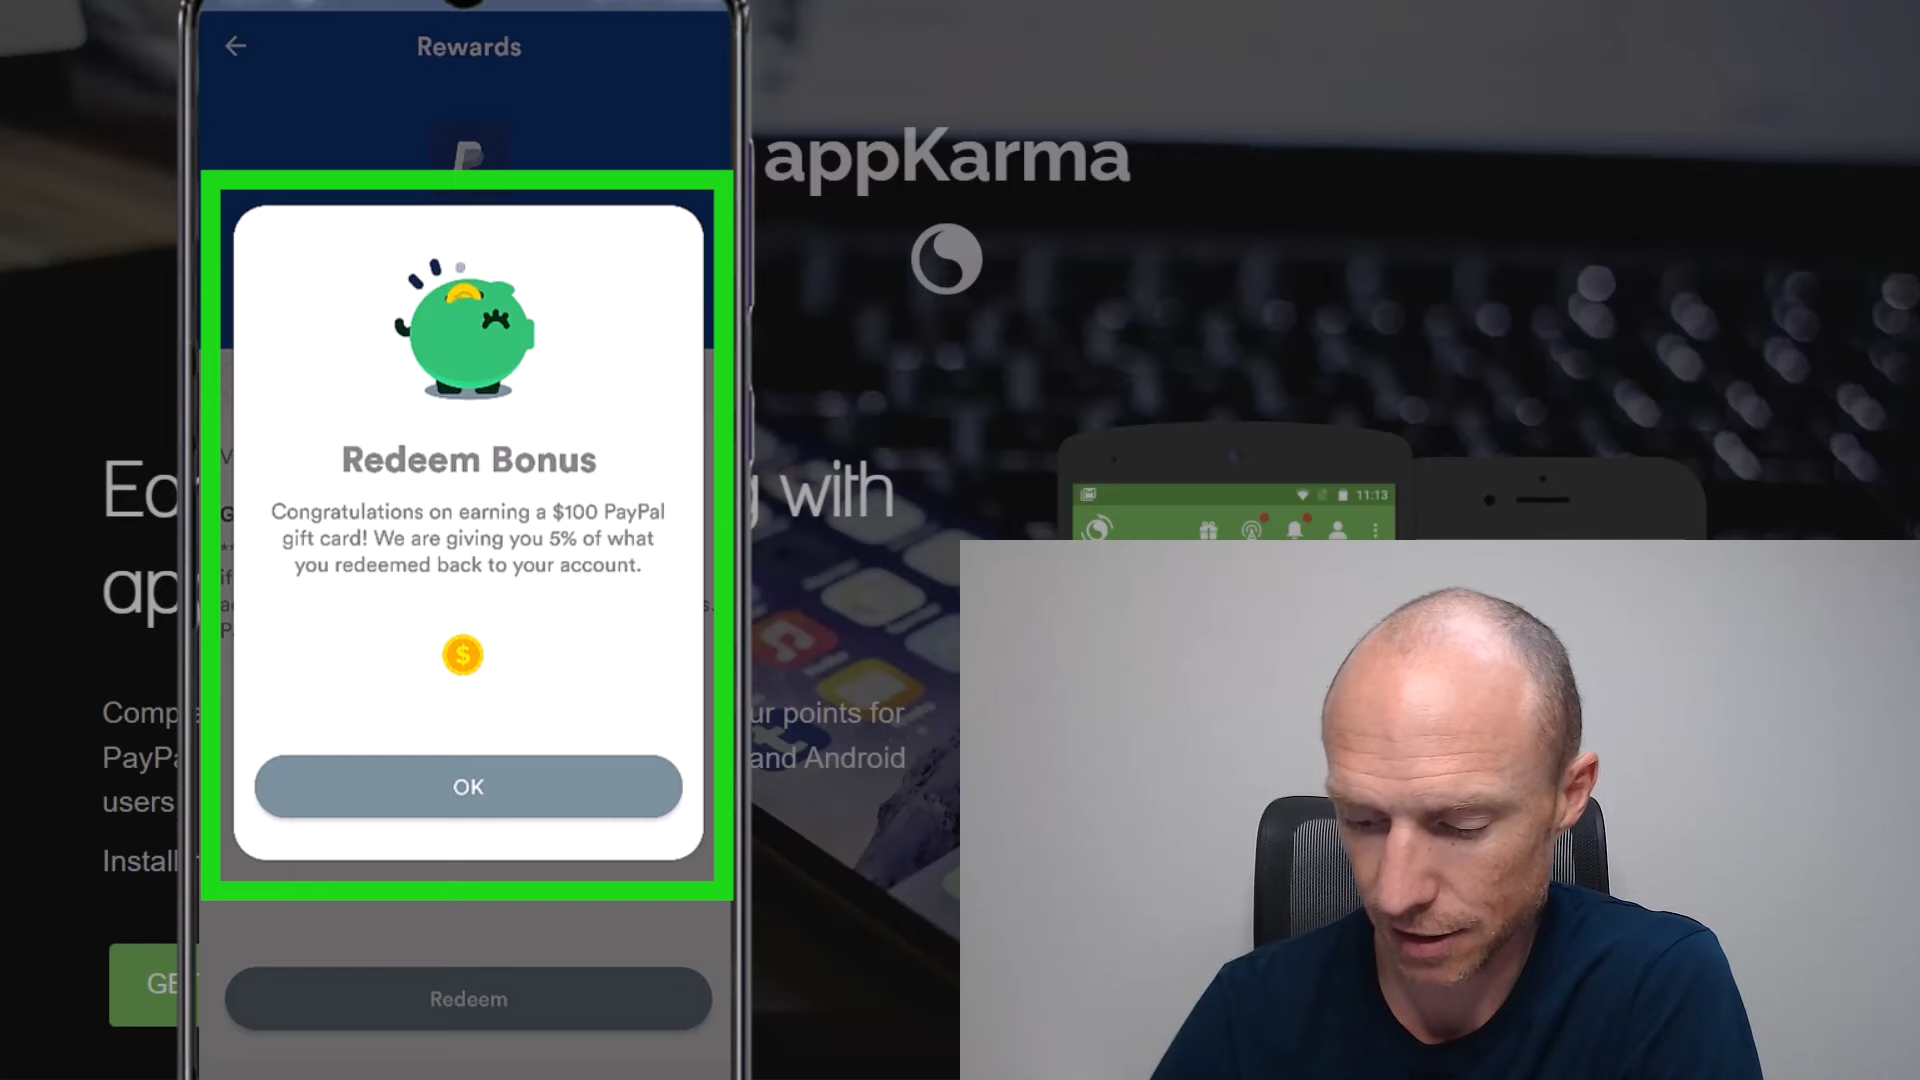 Rewards
P
appKarma
Redeem Bonus
Congratulations on earning a $100 PayPal
gift card! We are giving you 5% of what
you redeemed back to your account.
$
OK
Redeem
with
ur points for
and Android
users
11:13